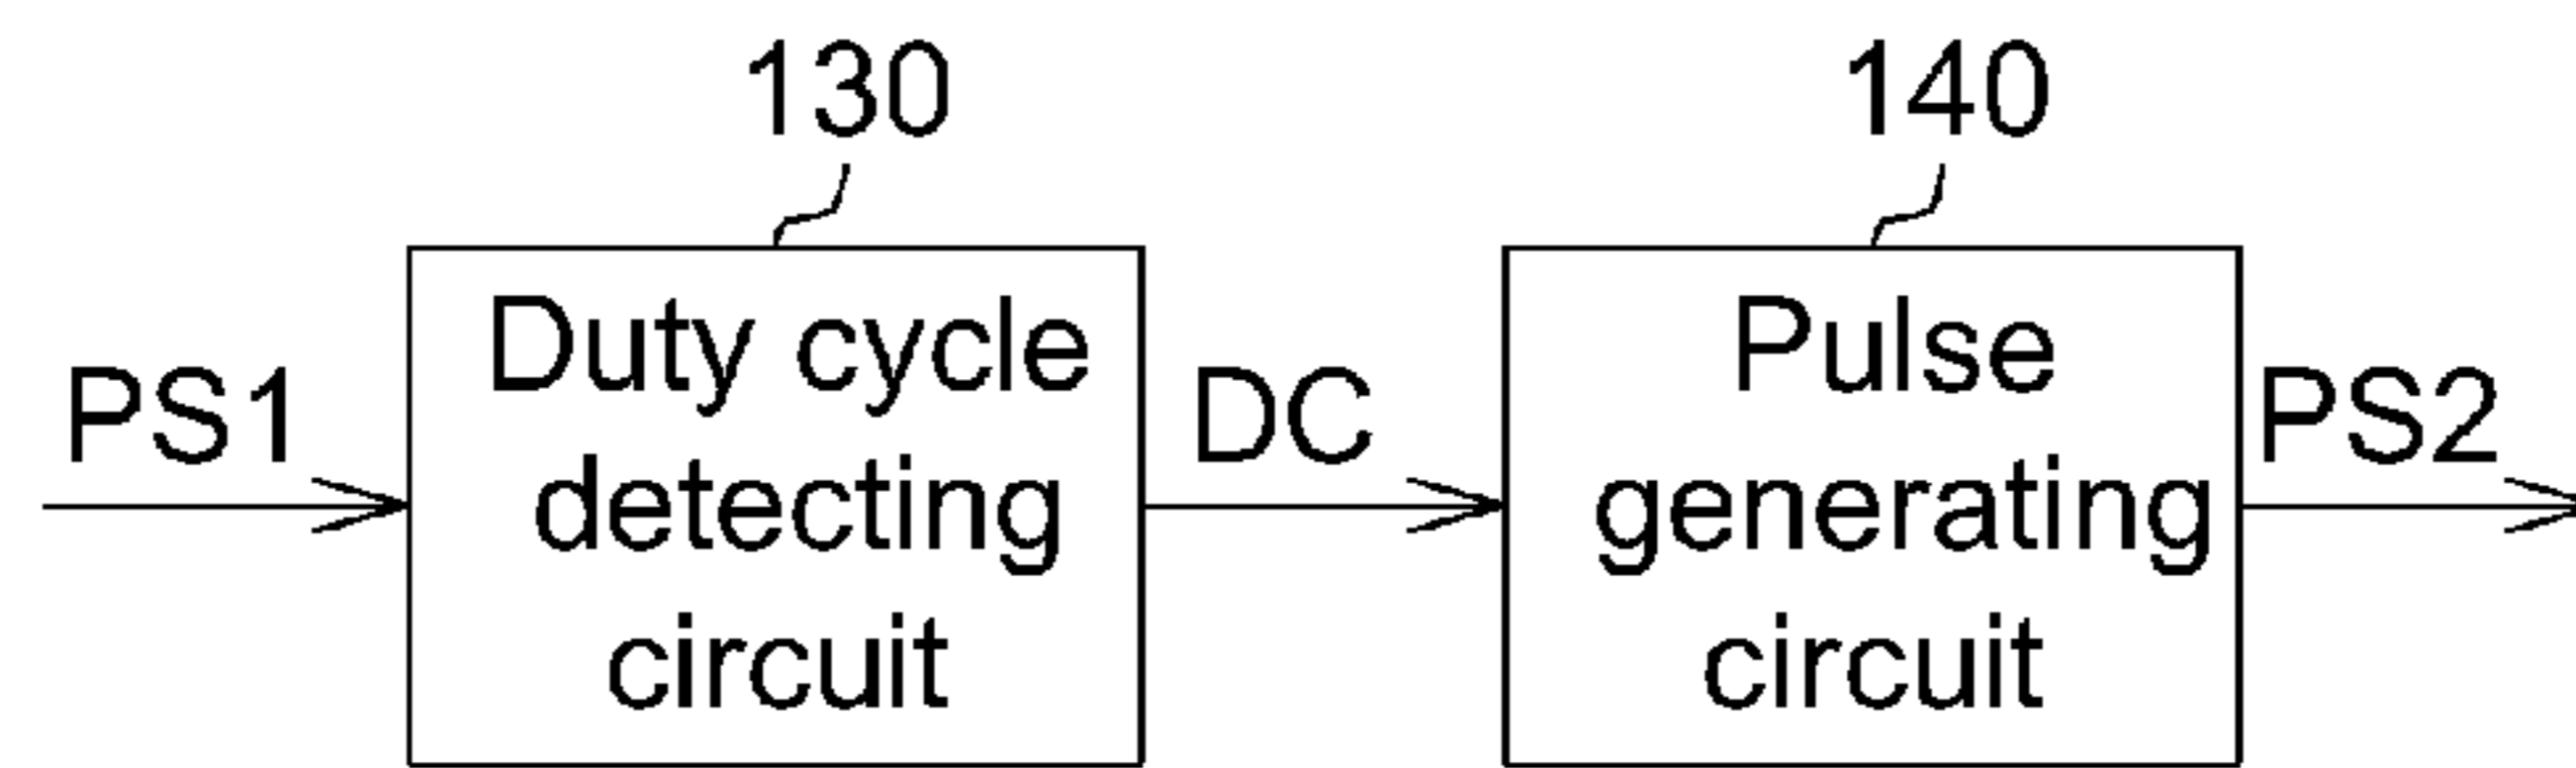 130
140
PS1
Duty cycle
detecting
circuit
DC
Pulse
generating
circuit
PS2